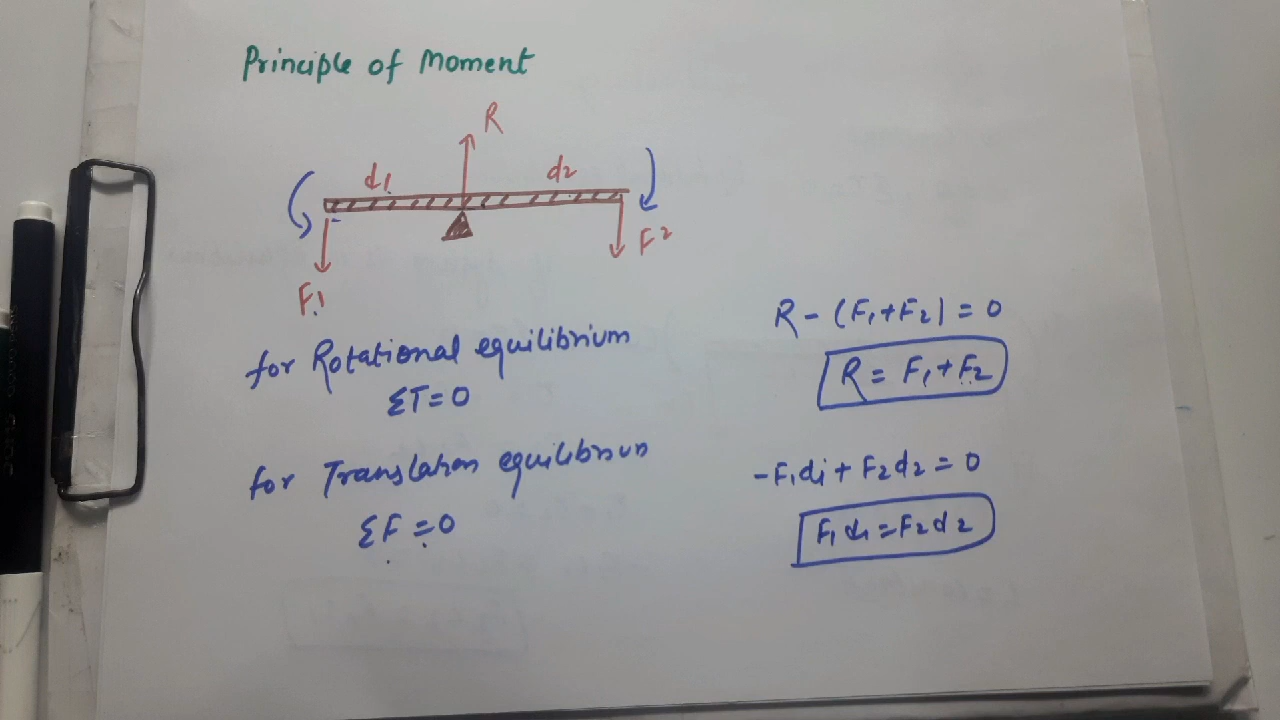 Principle of Moment
R
d1
d2
F1
F2
for Rotational equilibrium
ΣT=0
for Translation equilibrium
ΣF=0
R-(F1+F2)=0
R= F1+F2
-F1d1+F2d2=0
F1d1=F2d2